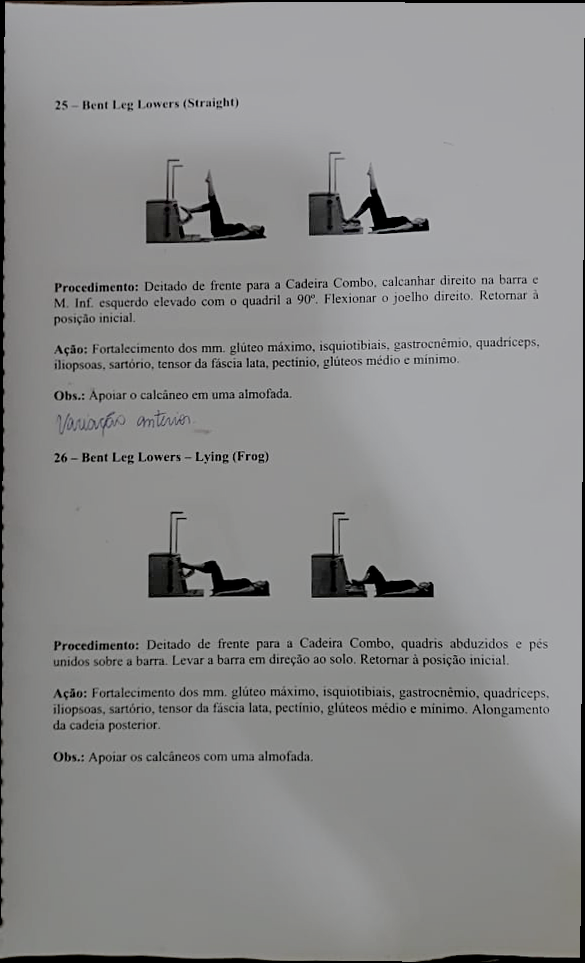 25 – Bent Leg Lowers (Straight)
Procedimento: Deitado de frente para a Cadeira Combo, calcanhar direito na barra e
M. Inf. esquerdo elevado com o quadril a 90º. Flexionar o joelho direito. Retornar à
posição inicial.
Ação: Fortalecimento dos mm. glúteo máximo, isquiotibiais, gastrocnêmio, quadríceps,
iliopsoas, sartório, tensor da fáscia lata, pectínio, glúteos médio e mínimo.
Obs.: Apoiar o calcâneo em uma almofada.
Variação anterior
26 – Bent Leg Lowers – Lying (Frog)
Procedimento: Deitado de frente para a Cadeira Combo, quadris abduzidos e pés
unidos sobre a barra. Levar a barra em direção ao solo. Retornar à posição inicial.
Ação: Fortalecimento dos mm. glúteo máximo, isquiotibiais, gastrocnêmio, quadríceps,
iliopsoas, sartório, tensor da fáscia lata, pectínio, glúteos médio e mínimo. Alongamento
da cadeia posterior.
Obs.: Apoiar os calcâneos com uma almofada.